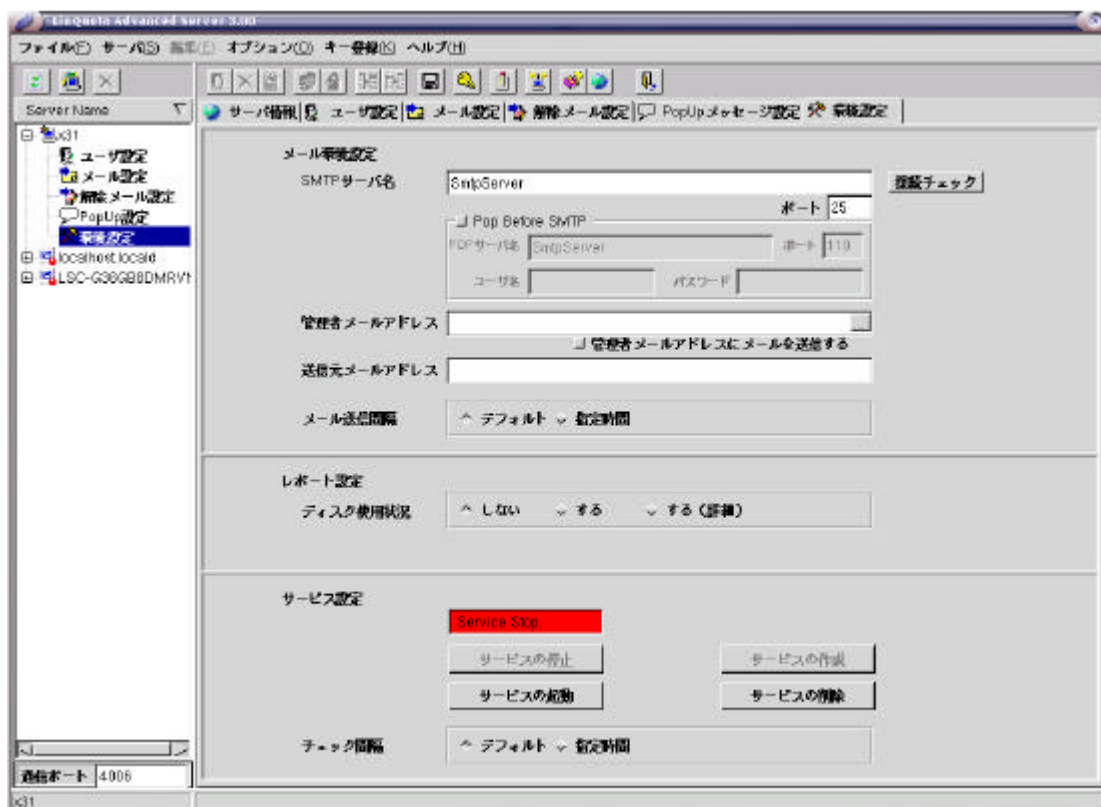 LinQuota Advanced Server 3.00
ファイル(F) サーバ(S) 編集(E) オプション(O) キー登録(K) ヘルプ(H)
Server Name
サーバ情報 ユーザ設定 メール設定 解除メール設定 PopUpメッセージ設定 環境設定
x31
ユーザ設定
メール設定
解除メール設定
PopUp設定
環境設定
localhost.locald
メール環境設定
SMTPサーバ名 SmtpServer 接続チェック
ポート 25
Pop Before SMTP
POPサーバ名 SmtpServer ポート 110
ユーザ名 パスワード
管理者メールアドレス
管理者メールアドレスにメールを送信する
送信元メールアドレス
メール送信間隔 デフォルト 指定時間
レポート設定
ディスク使用状況 しない する する(詳細)
サービス設定
Service Stop.
サービスの停止 サービスの作成
サービスの起動 サービスの削除
チェック間隔 デフォルト 指定時間
通信ポート 4006
x31